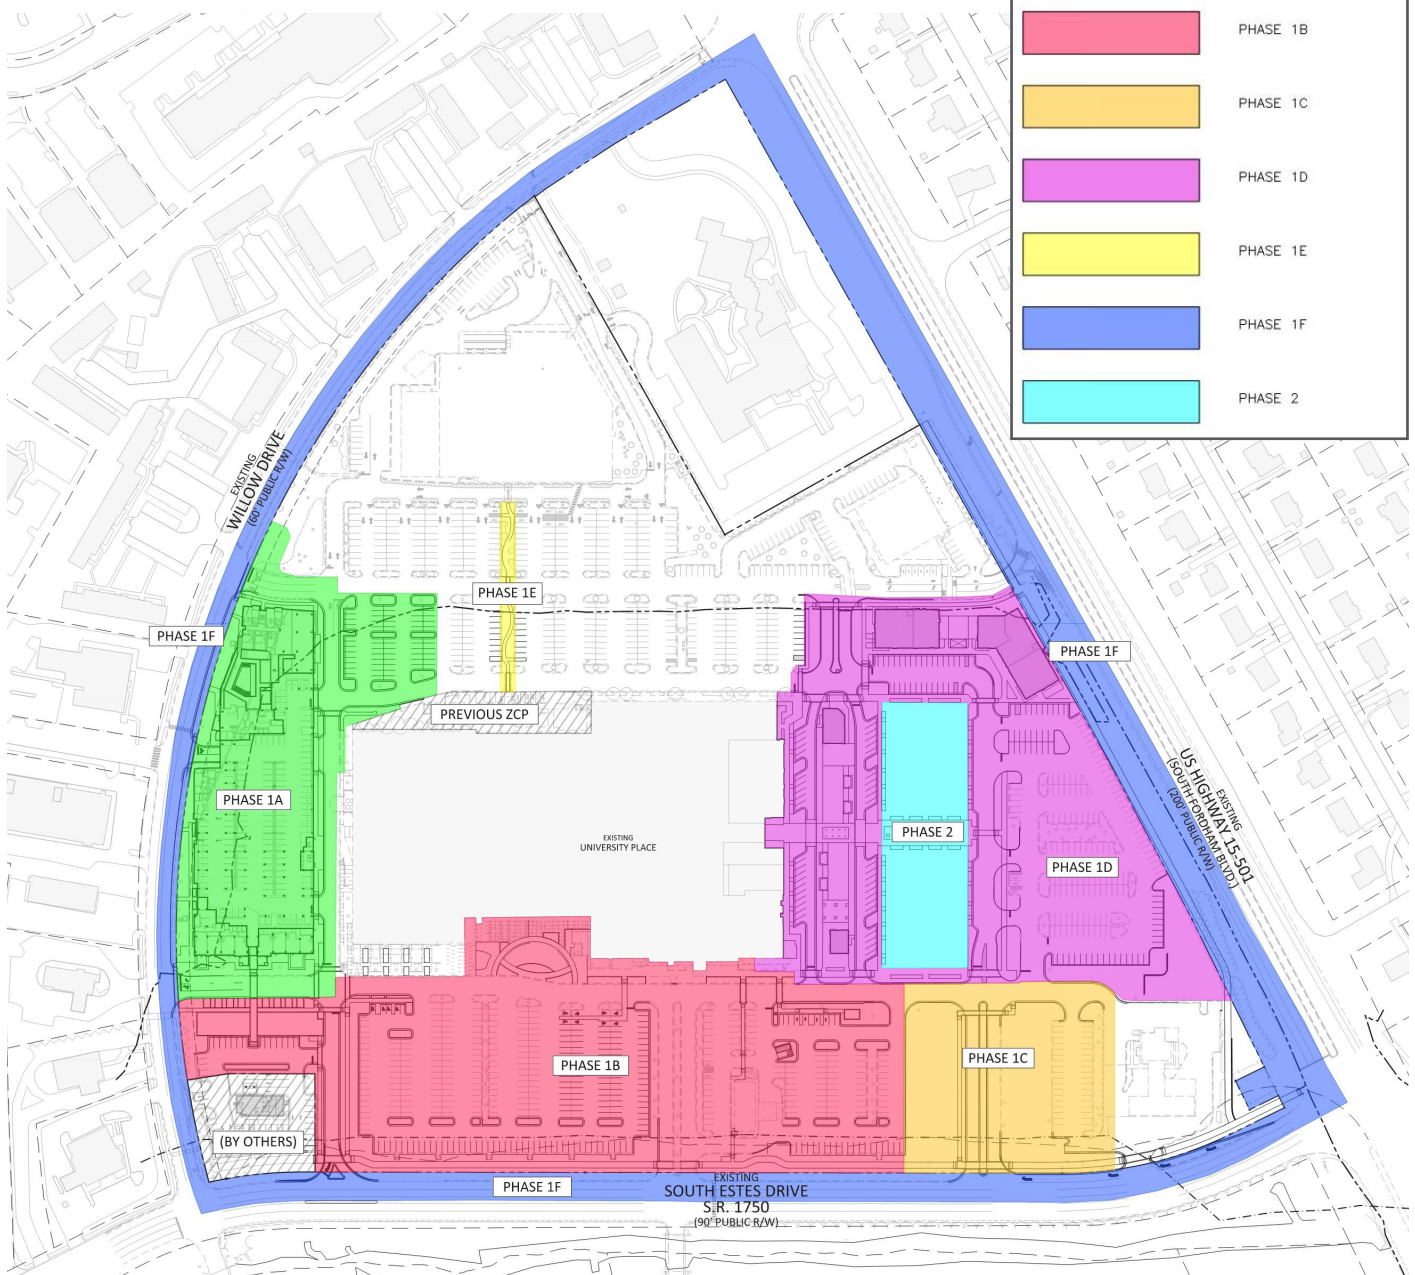 PHASE 1B
PHASE 1C
PHASE 1D
PHASE 1E
PHASE 1F
PHASE 2
EXISTING
WILLOW DRIVE
(60' PUBLIC R/W)
PHASE 1E
PHASE 1F
PHASE 1F
PREVIOUS ZCP
PHASE 1A
EXISTING
UNIVERSITY PLACE
PHASE 2
PHASE 1D
EXISTING
US HIGHWAY 15-501
(SOUTH FORDHAM BLVD.)
(200' PUBLIC R/W)
PHASE 1B
PHASE 1C
(BY OTHERS)
PHASE 1F
EXISTING
SOUTH ESTES DRIVE
S.R. 1750
(90' PUBLIC R/W)